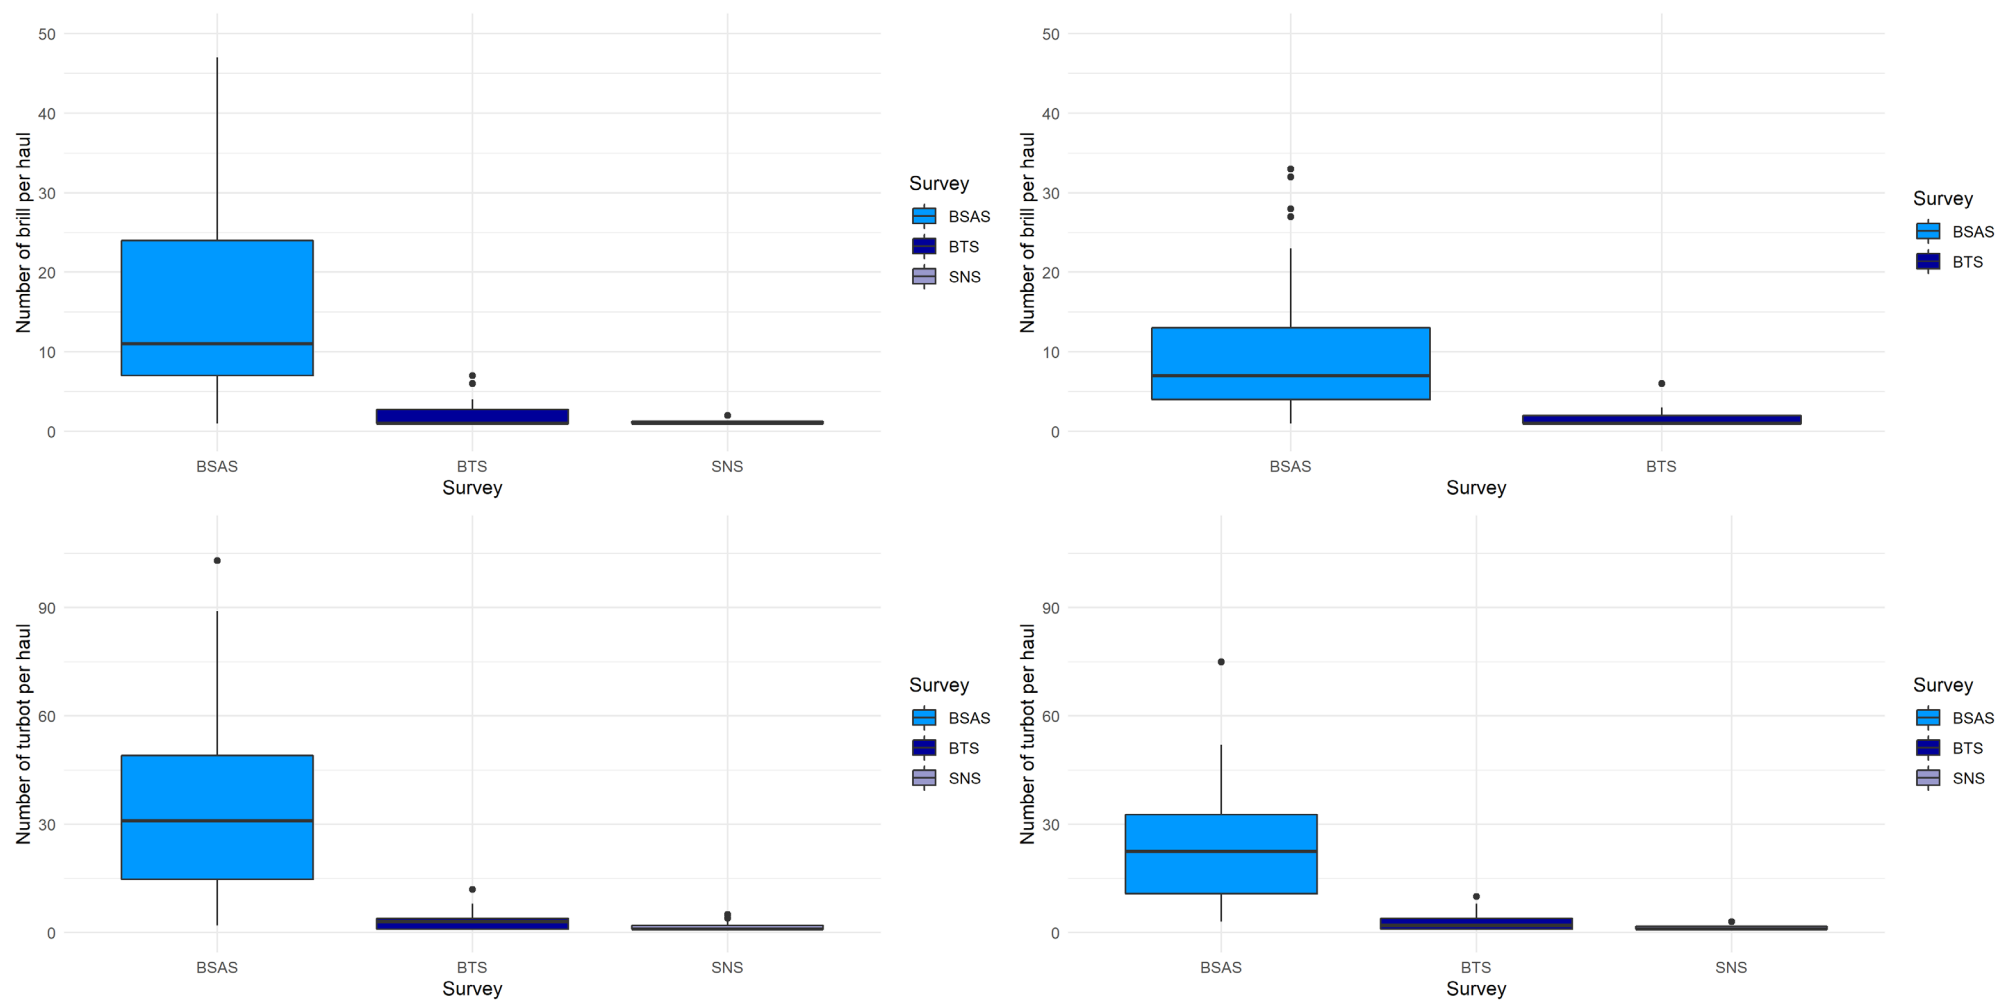 50
40
30
20
10
0
Number of brill per haul
BSAS
BTS
SNS
Survey
Survey
BSAS
BTS
SNS
50
40
30
20
10
0
Number of brill per haul
BSAS
BTS
Survey
Survey
BSAS
BTS
90
60
30
0
Number of turbot per haul
BSAS
BTS
SNS
Survey
Survey
BSAS
BTS
SNS
90
60
30
0
Number of turbot per haul
BSAS
BTS
SNS
Survey
Survey
BSAS
BTS
SNS